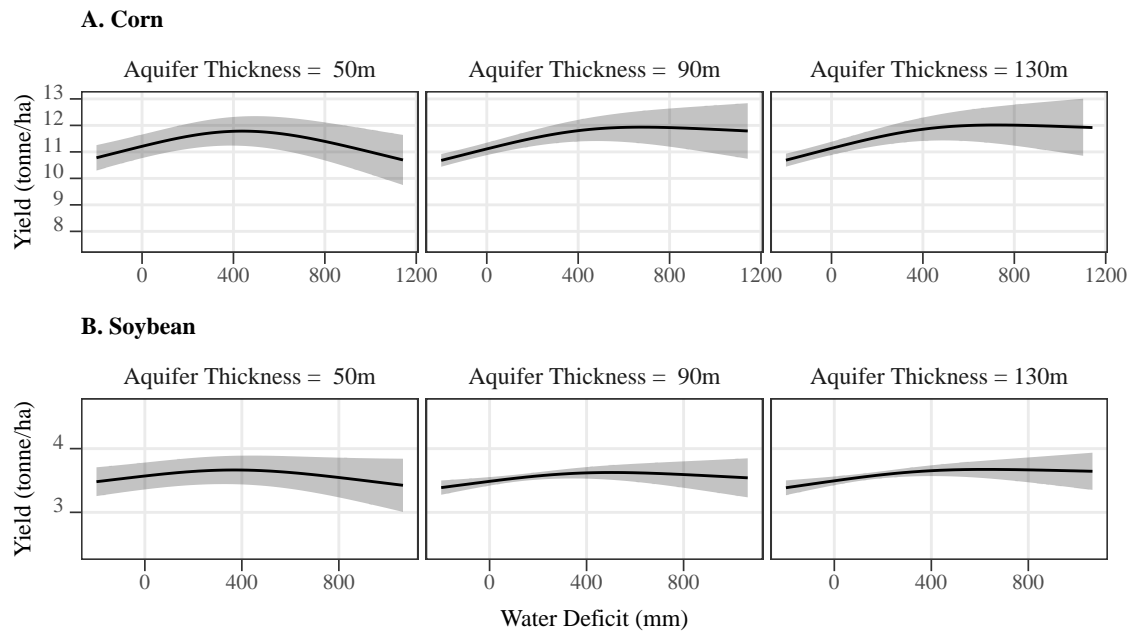 A. Corn
Aquifer Thickness = 50m
Aquifer Thickness = 90m
Aquifer Thickness = 130m
Yield (tonne/ha)
13
12
11
10
9
8
0
400
800
1200
0
400
800
1200
0
400
800
1200
B. Soybean
Aquifer Thickness = 50m
Aquifer Thickness = 90m
Aquifer Thickness = 130m
Yield (tonne/ha)
4
3
0
400
800
0
400
800
0
400
800
Water Deficit (mm)